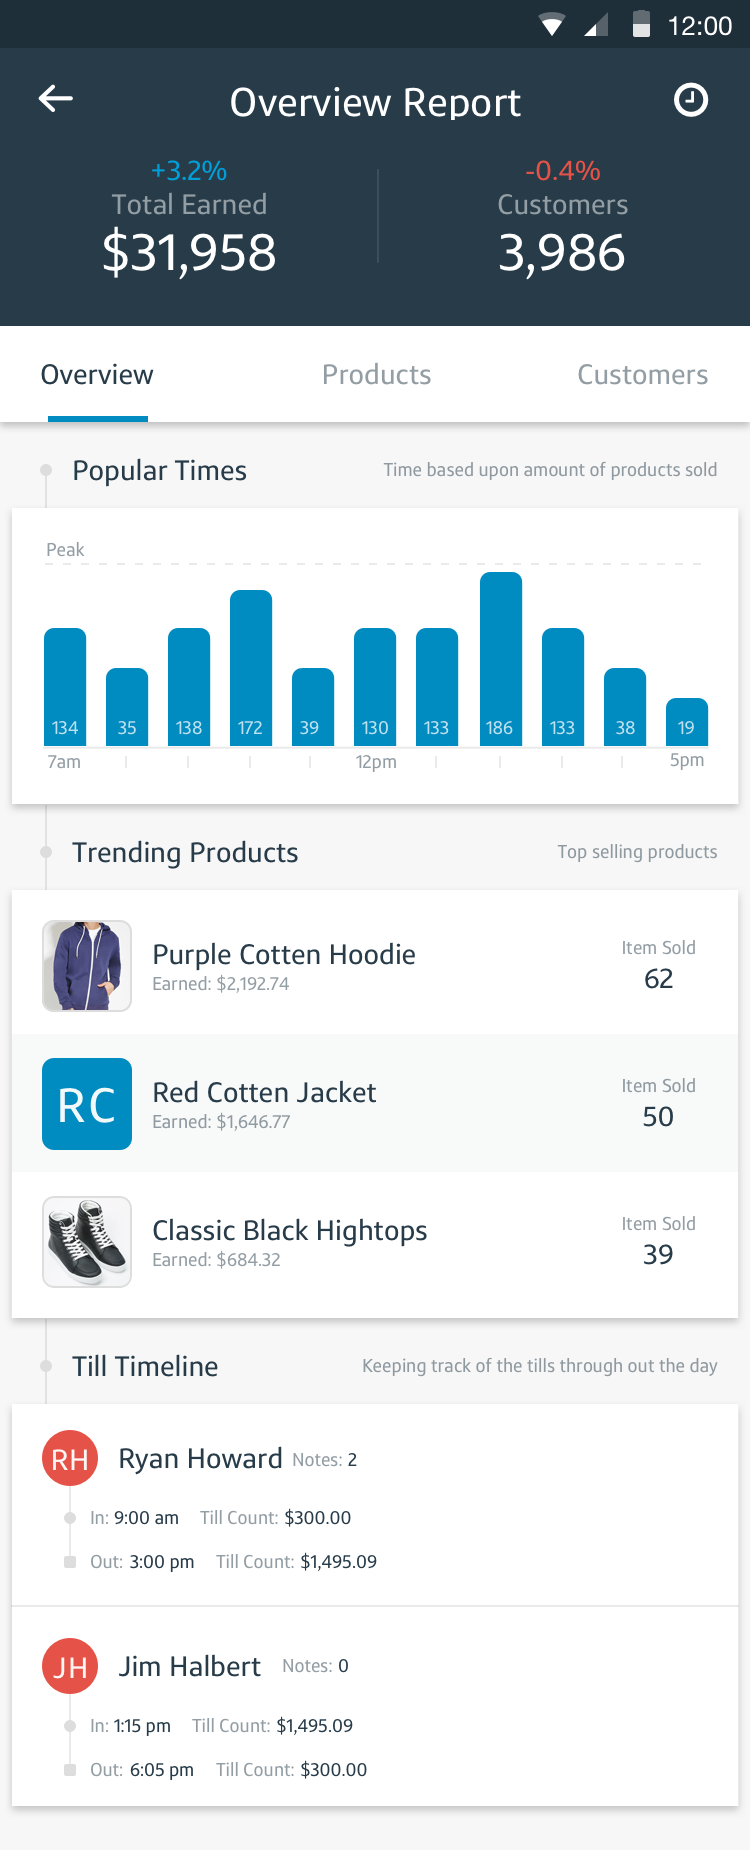 12:00
Overview Report
+3.2%
Total Earned
$31,958
-0.4%
Customers
3,986
Overview Products Customers
Popular Times Time based upon amount of products sold
Peak
134 35 138 172 39 130 133 186 133 38 19
7am 12pm 5pm
Trending Products Top selling products
Purple Cotten Hoodie
Earned: $2,192.74
Item Sold
62
RC
Red Cotten Jacket
Earned: $1,646.77
Item Sold
50
Classic Black Hightops
Earned: $684.32
Item Sold
39
Till Timeline Keeping track of the tills through out the day
RH Ryan Howard Notes: 2
In: 9:00 am Till Count: $300.00
Out: 3:00 pm Till Count: $1,495.09
JH Jim Halbert Notes: 0
In: 1:15 pm Till Count: $1,495.09
Out: 6:05 pm Till Count: $300.00